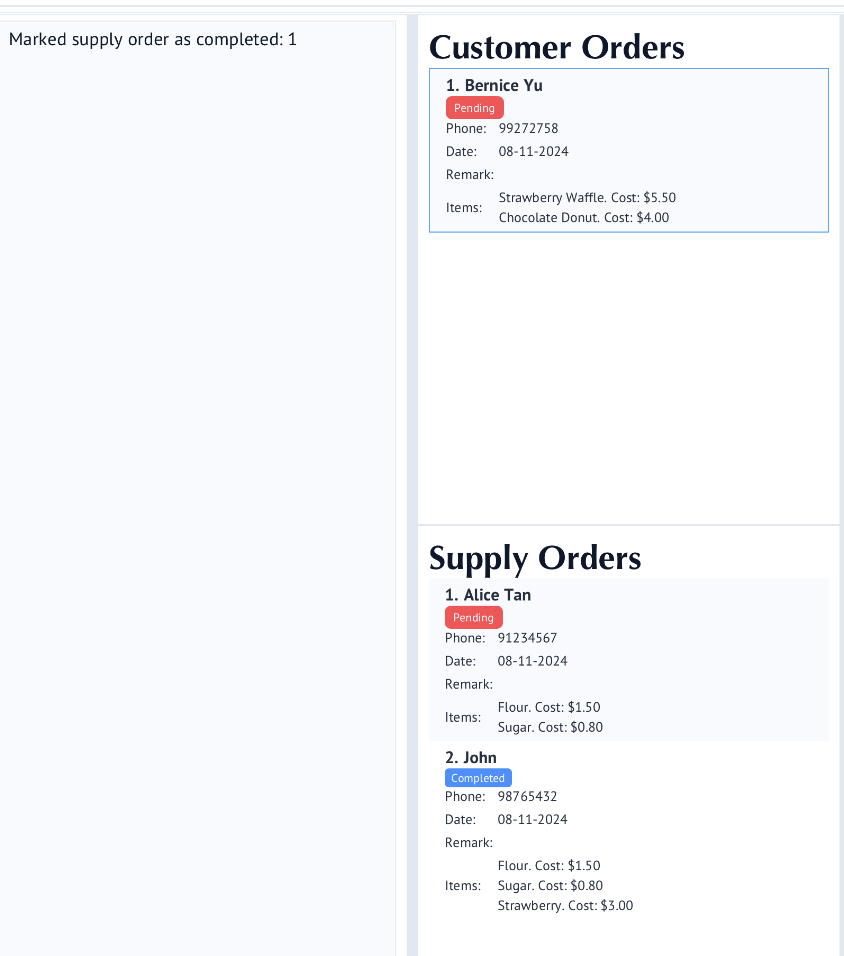 Marked supply order as completed: 1
Customer Orders
1. Bernice Yu
Pending
Phone: 99272758
Date: 08-11-2024
Remark:
Items: Strawberry Waffle. Cost: $5.50
Chocolate Donut. Cost: $4.00
Supply Orders
1. Alice Tan
Pending
Phone: 91234567
Date: 08-11-2024
Remark:
Items: Flour. Cost: $1.50
Sugar. Cost: $0.80
2. John
Completed
Phone: 98765432
Date: 08-11-2024
Remark:
Items: Flour. Cost: $1.50
Sugar. Cost: $0.80
Strawberry. Cost: $3.00